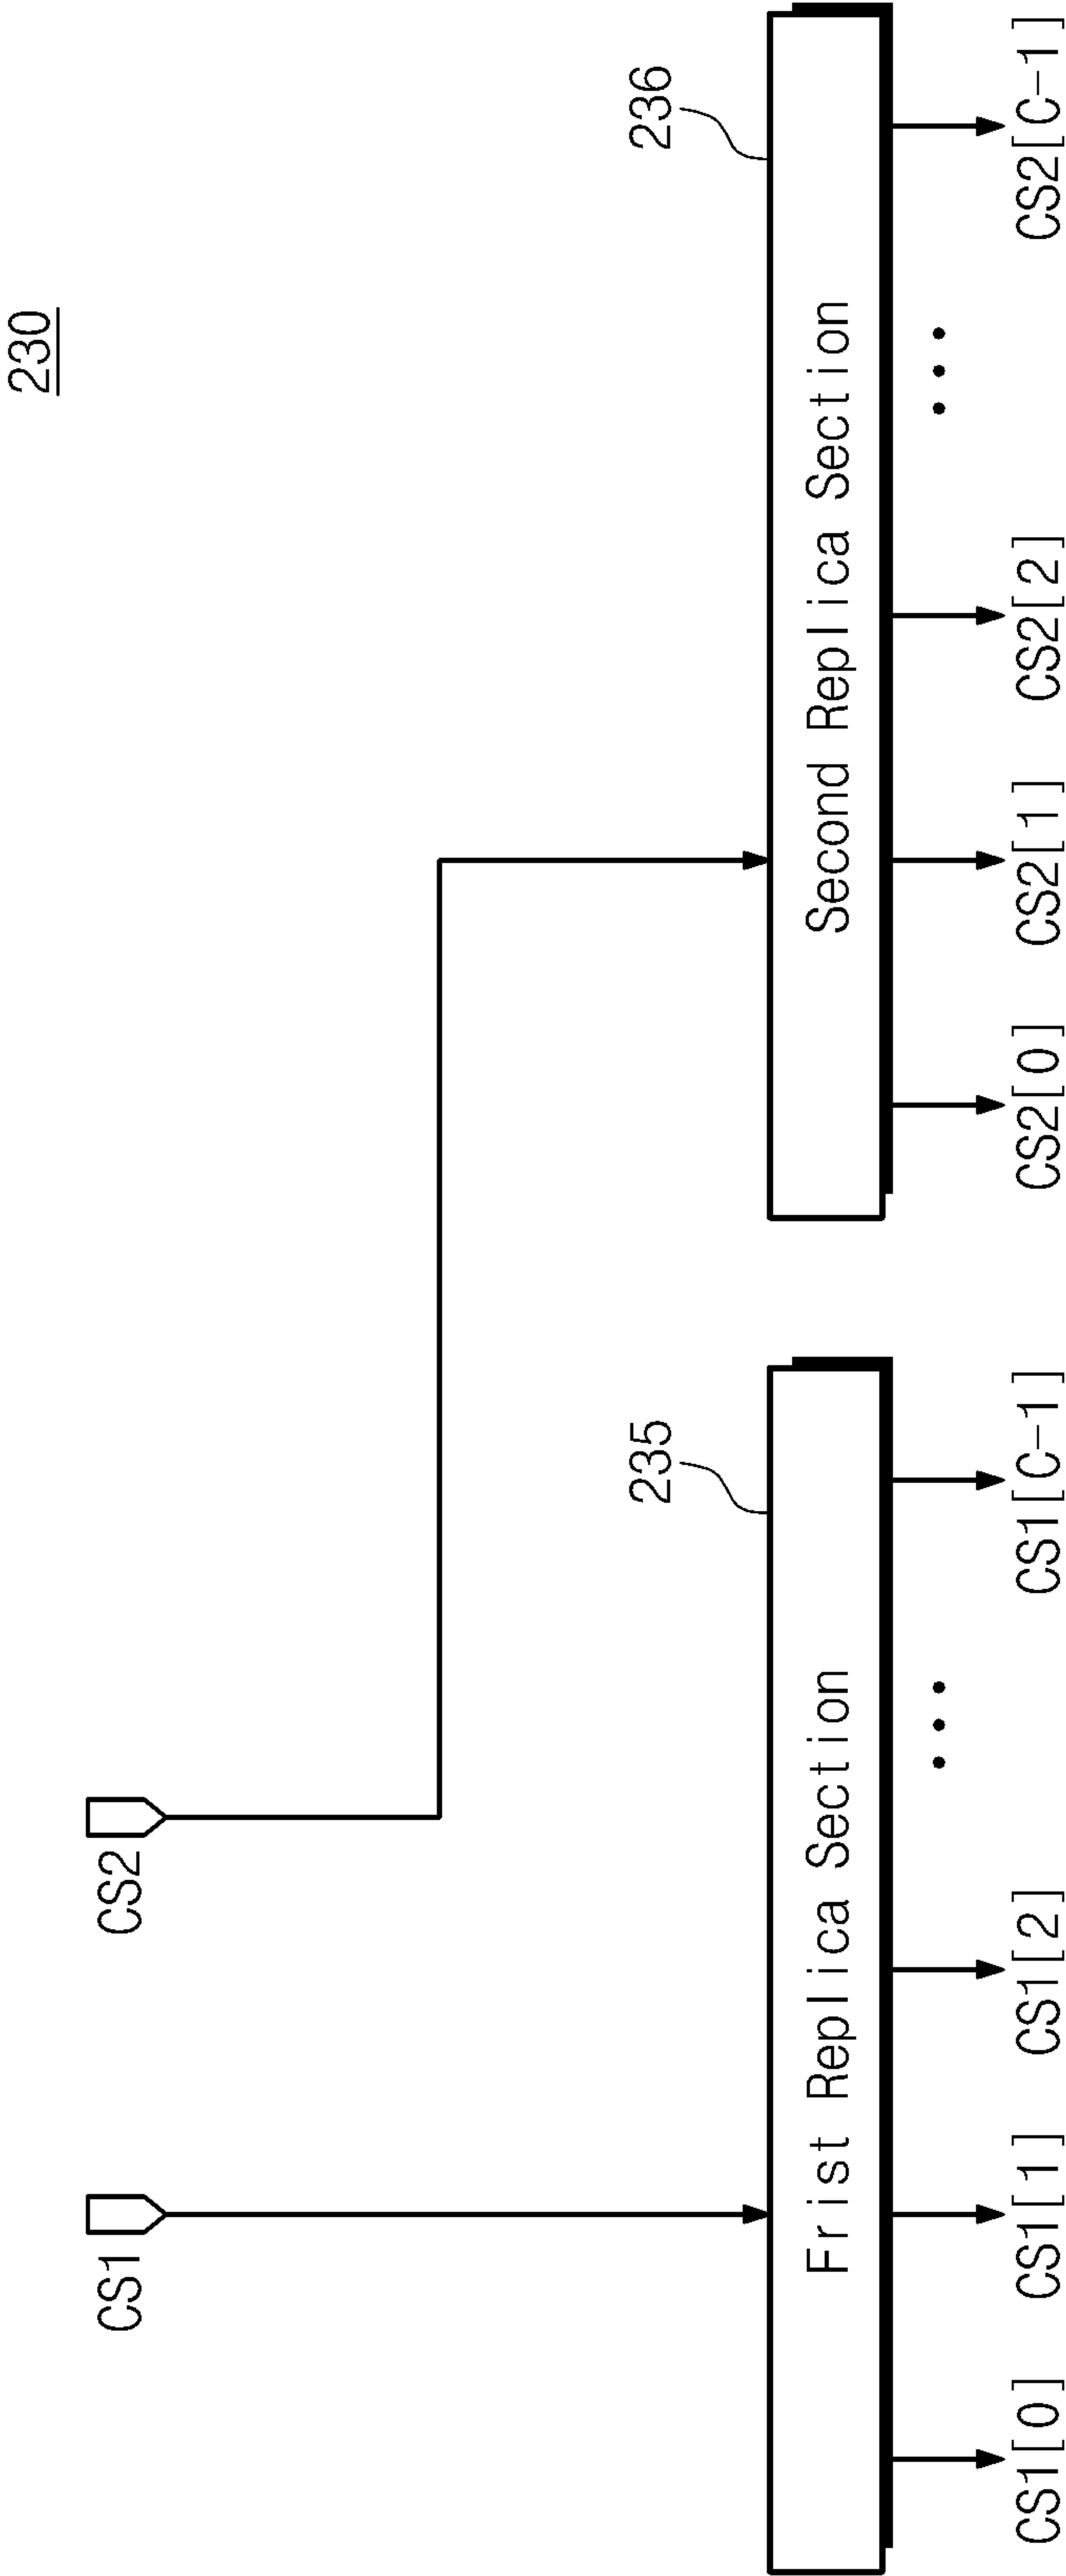 230
CS1
CS2
235
236
Frist Replica Section
Second Replica Section
CS1[0] CS1[1] CS1[2] ... CS1[C-1]
CS2[0] CS2[1] CS2[2] ... CS2[C-1]